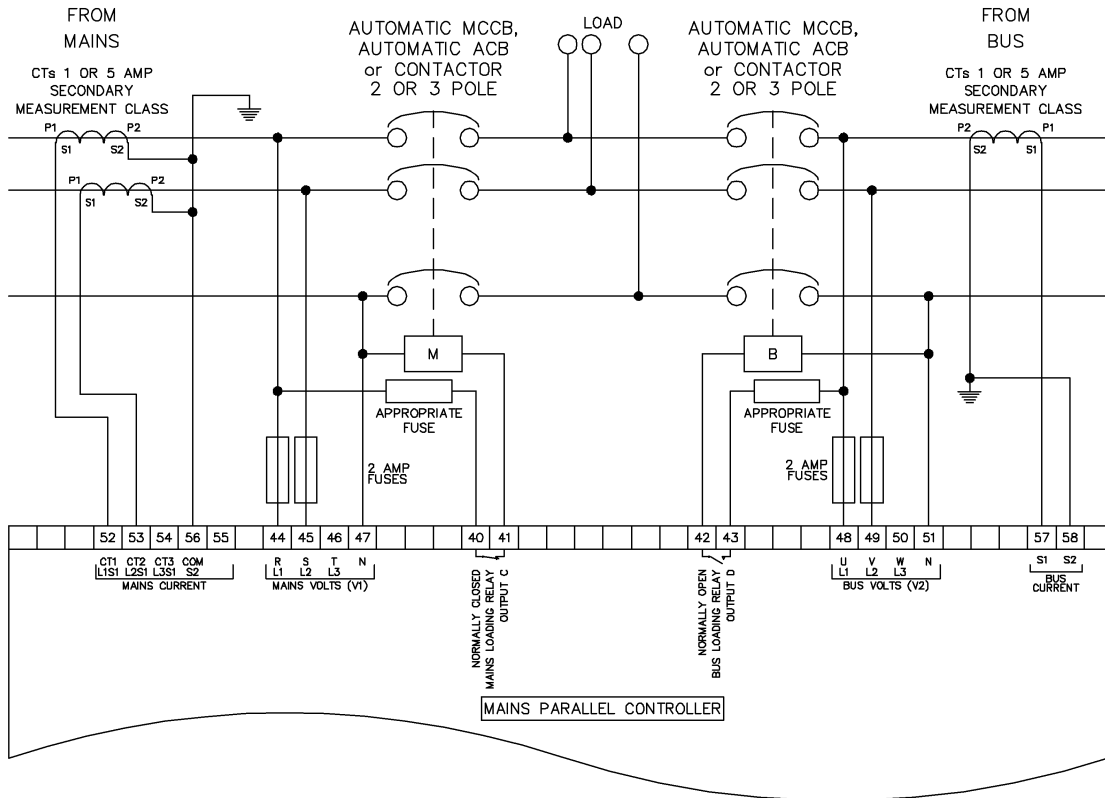 FROM
MAINS
CTs 1 OR 5 AMP
SECONDARY
MEASUREMENT CLASS
P1
P2
S1
S2
P1
P2
S1
S2
AUTOMATIC MCCB,
AUTOMATIC ACB
or CONTACTOR
2 OR 3 POLE
LOAD
AUTOMATIC MCCB,
AUTOMATIC ACB
or CONTACTOR
2 OR 3 POLE
FROM
BUS
CTs 1 OR 5 AMP
SECONDARY
MEASUREMENT CLASS
P2
P1
S2
S1
M
B
APPROPRIATE
FUSE
APPROPRIATE
FUSE
2 AMP
FUSES
2 AMP
FUSES
52 53 54 56 55 44 45 46 47 40 41 42 43 48 49 50 51 57 58
CT1 CT2 CT3 COM
L1S1 L2S1 L3S1 S2
MAINS CURRENT
R S T N
L1 L2 L3
MAINS VOLTS (V1)
NORMALLY CLOSED
MAINS LOADING RELAY
OUTPUT C
NORMALLY OPEN
BUS LOADING RELAY
OUTPUT D
U V W N
L1 L2 L3
BUS VOLTS (V2)
S1 S2
BUS
CURRENT
MAINS PARALLEL CONTROLLER